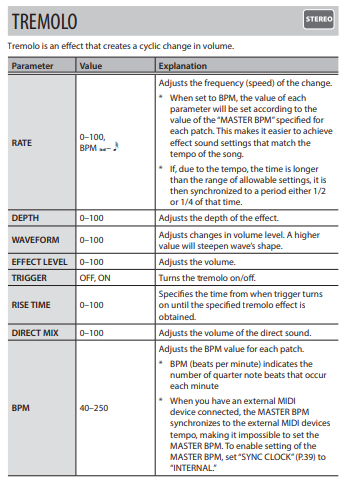 TREMOLO
STEREO
Tremolo is an effect that creates a cyclic change in volume.
Parameter Value Explanation
RATE
0–100,
BPM –
Adjusts the frequency (speed) of the change.
* When set to BPM, the value of each
parameter will be set according to the
value of the “MASTER BPM” specified for
each patch. This makes it easier to achieve
effect sound settings that match the
tempo of the song.
* If, due to the tempo, the time is longer
than the range of allowable settings, it is
then synchronized to a period either 1/2
or 1/4 of that time.
DEPTH 0–100 Adjusts the depth of the effect.
WAVEFORM 0–100
Adjusts changes in volume level. A higher
value will steepen wave’s shape.
EFFECT LEVEL 0–100 Adjusts the volume.
TRIGGER OFF, ON Turns the tremolo on/off.
RISE TIME 0–100
Specifies the time from when trigger turns
on until the specified tremolo effect is
obtained.
DIRECT MIX 0–100 Adjusts the volume of the direct sound.
BPM 40–250
Adjusts the BPM value for each patch.
* BPM (beats per minute) indicates the
number of quarter note beats that occur
each minute
* When you have an external MIDI
device connected, the MASTER BPM
synchronizes to the external MIDI devices
tempo, making it impossible to set the
MASTER BPM. To enable setting of the
MASTER BPM, set “SYNC CLOCK” (P.39) to
“INTERNAL.”